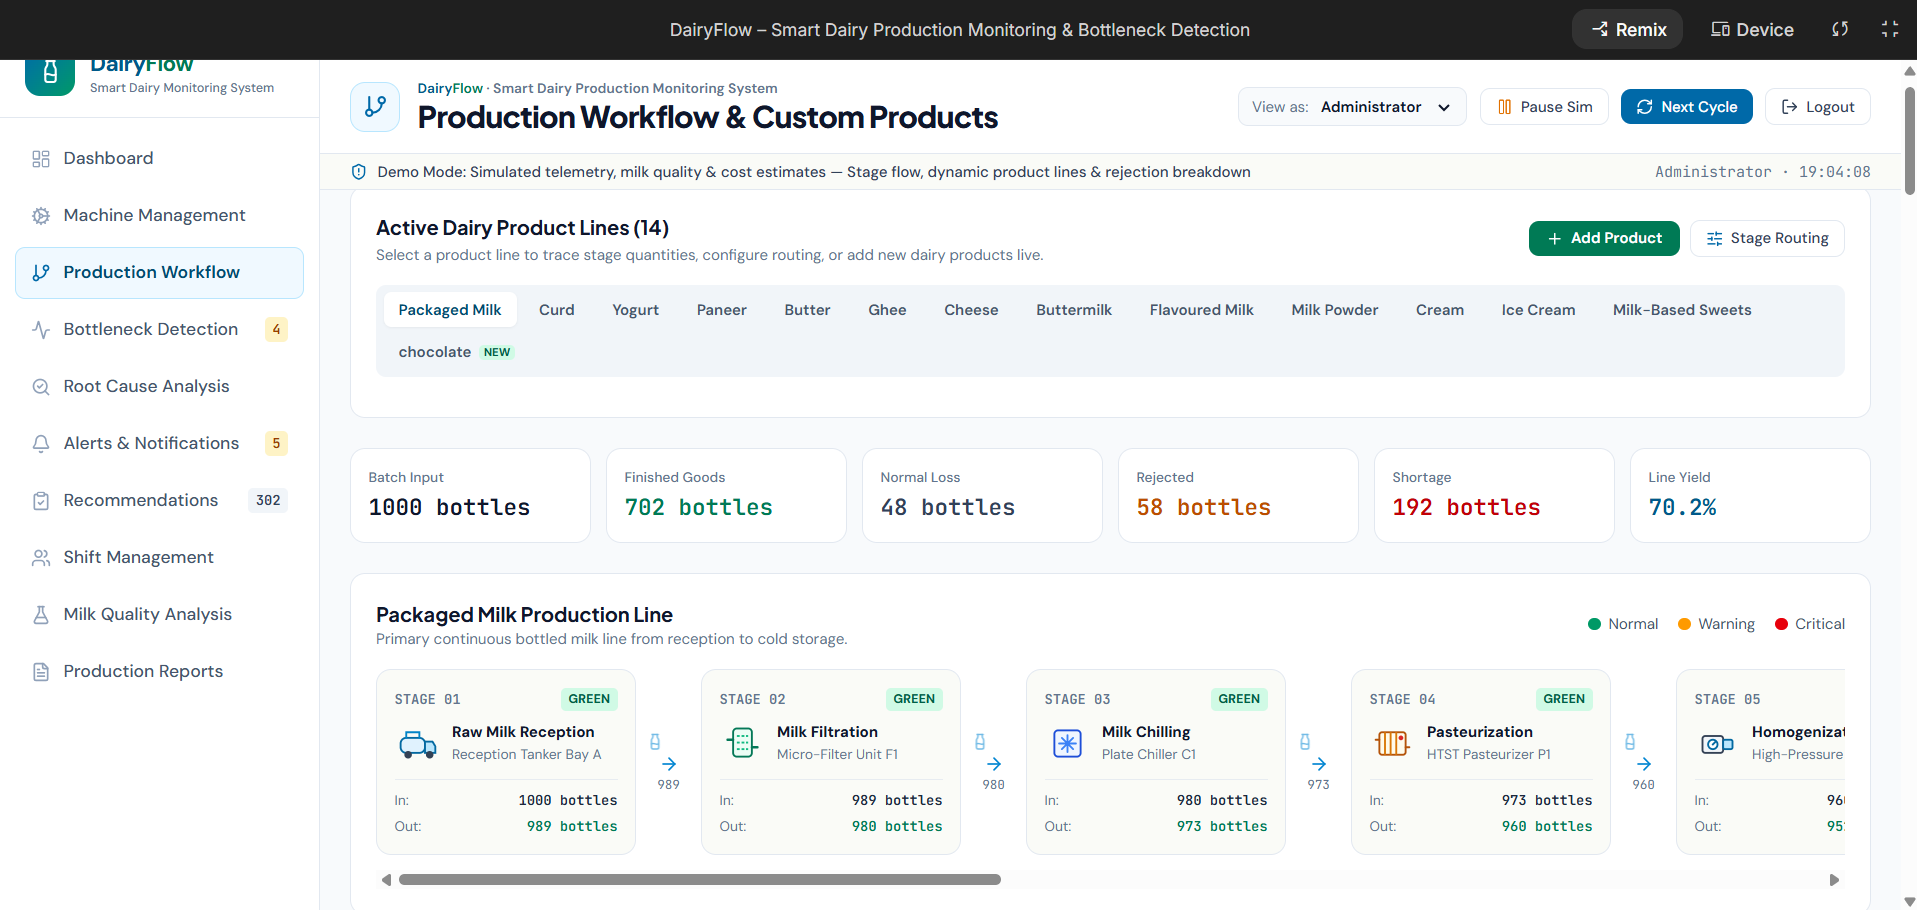 DairyFlow – Smart Dairy Production Monitoring & Bottleneck Detection
Remix
Device
DairyFlow
Smart Dairy Monitoring System
DairyFlow · Smart Dairy Production Monitoring System
Production Workflow & Custom Products
View as: Administrator
Pause Sim
Next Cycle
Logout
Demo Mode: Simulated telemetry, milk quality & cost estimates — Stage flow, dynamic product lines & rejection breakdown
Administrator · 19:04:08
Dashboard
Machine Management
Production Workflow
Bottleneck Detection 4
Root Cause Analysis
Alerts & Notifications 5
Recommendations 302
Shift Management
Milk Quality Analysis
Production Reports
Active Dairy Product Lines (14)
Select a product line to trace stage quantities, configure routing, or add new dairy products live.
Add Product
Stage Routing
Packaged Milk Curd Yogurt Paneer Butter Ghee Cheese Buttermilk Flavoured Milk Milk Powder Cream Ice Cream Milk-Based Sweets
chocolate NEW
Batch Input
1000 bottles
Finished Goods
702 bottles
Normal Loss
48 bottles
Rejected
58 bottles
Shortage
192 bottles
Line Yield
70.2%
Packaged Milk Production Line
Primary continuous bottled milk line from reception to cold storage.
Normal Warning Critical
STAGE 01 GREEN
Raw Milk Reception
Reception Tanker Bay A
In: 1000 bottles
Out: 989 bottles
989
STAGE 02 GREEN
Milk Filtration
Micro-Filter Unit F1
In: 989 bottles
Out: 980 bottles
980
STAGE 03 GREEN
Milk Chilling
Plate Chiller C1
In: 980 bottles
Out: 973 bottles
973
STAGE 04 GREEN
Pasteurization
HTST Pasteurizer P1
In: 973 bottles
Out: 960 bottles
960
STAGE 05
Homogenizat
High-Pressure
In:
Out: